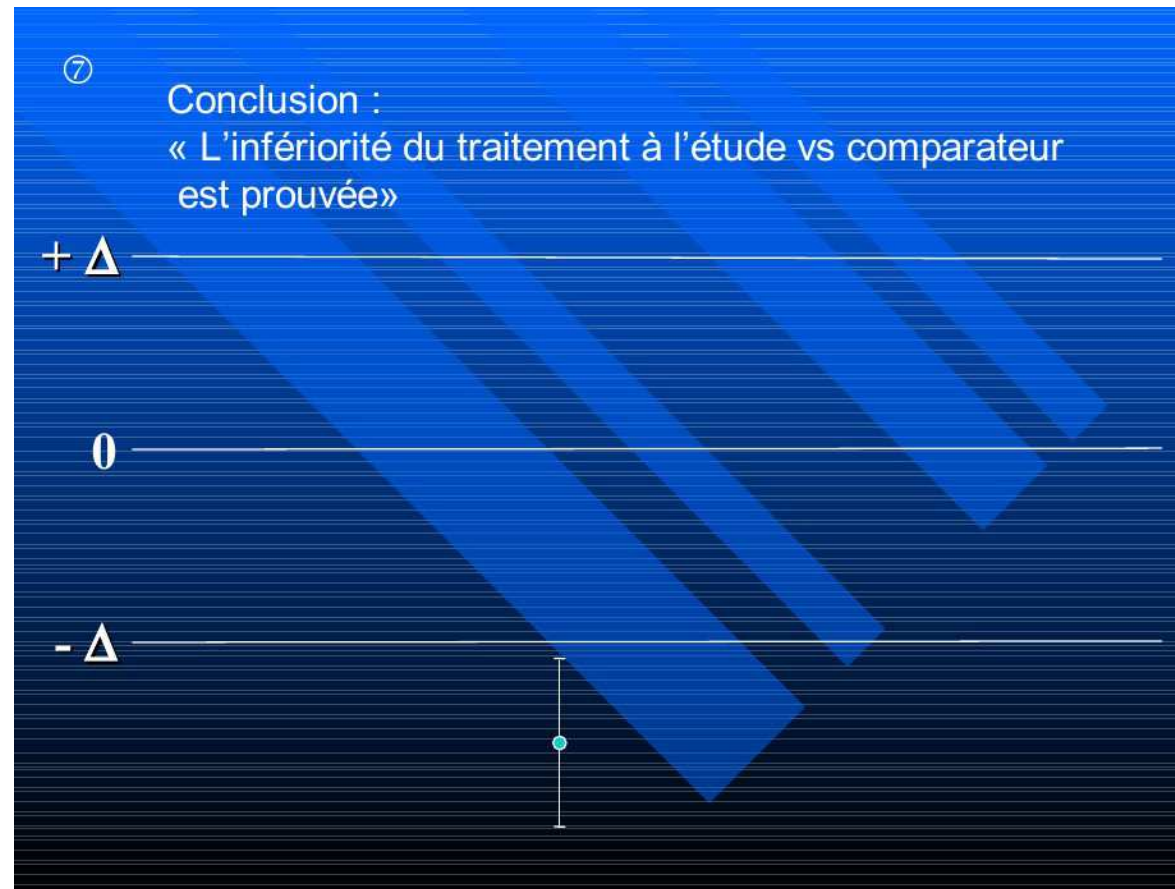 ⑦
Conclusion :
« L’infériorité du traitement à l’étude vs comparateur
est prouvée»
+ Δ
0
- Δ